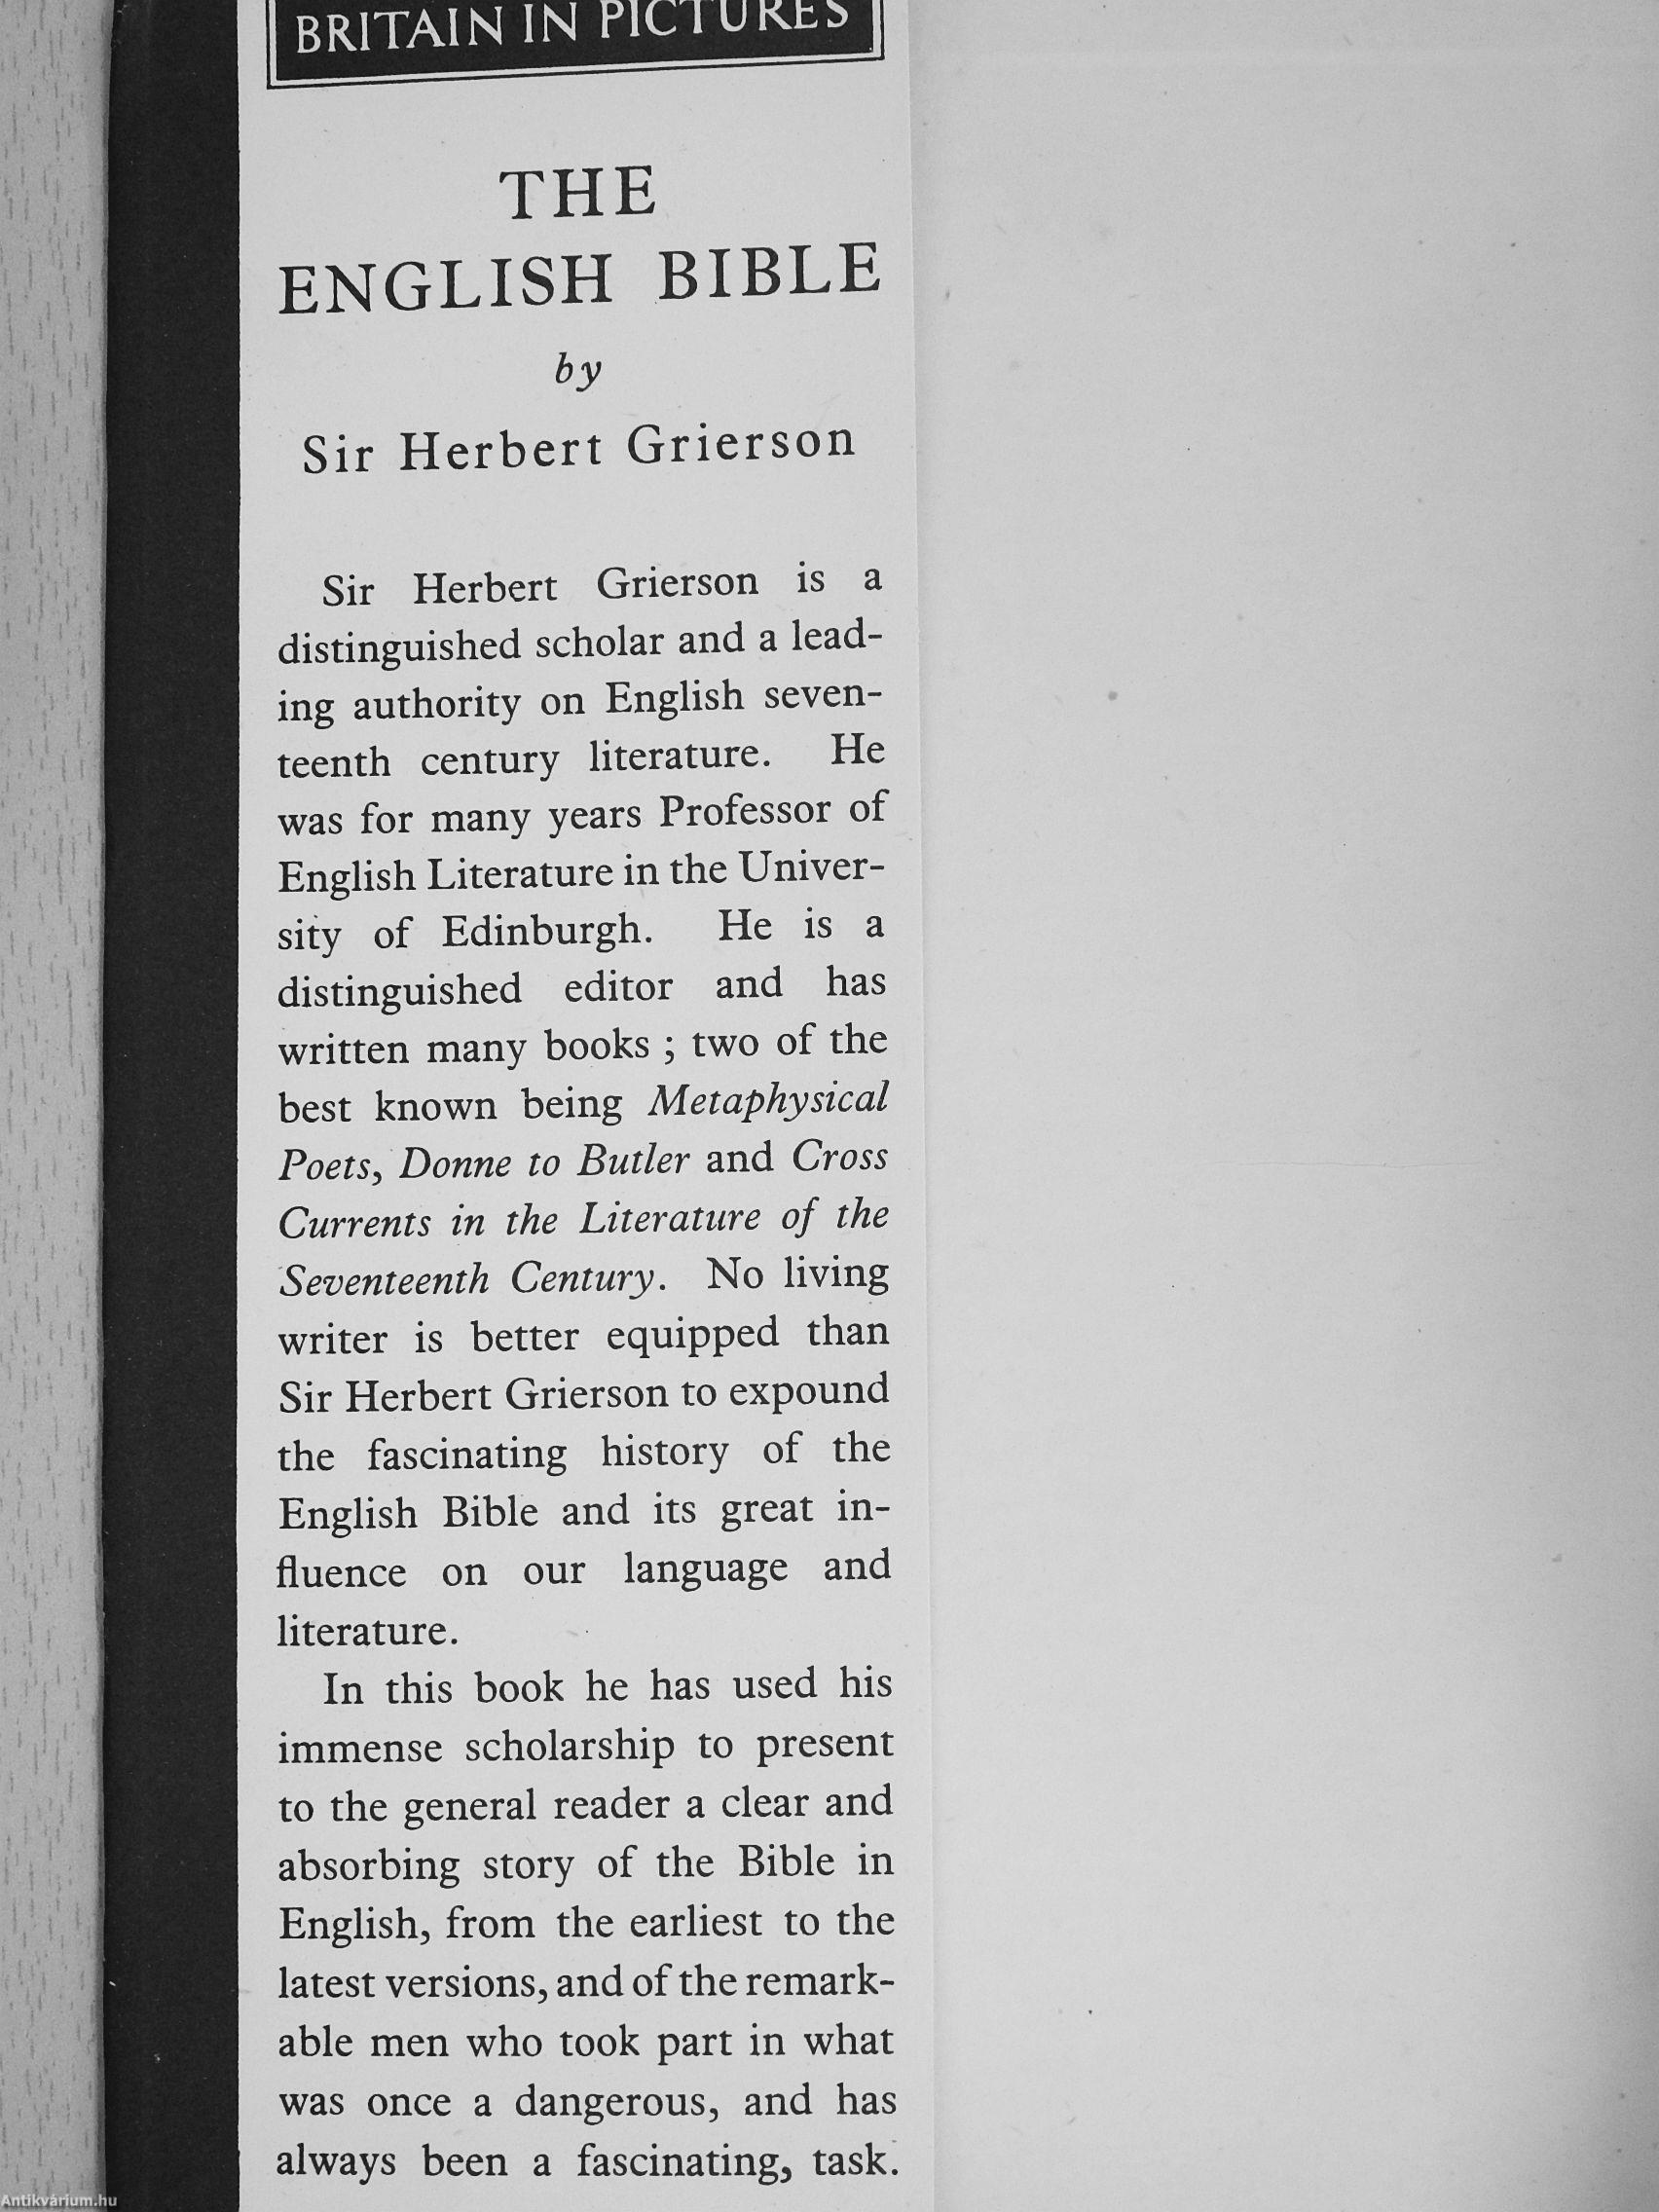 BRITAIN IN PICTURES
THE
ENGLISH BIBLE
by
Sir Herbert Grierson
Sir Herbert Grierson is a
distinguished scholar and a lead-
ing authority on English seven-
teenth century literature. He
was for many years Professor of
English Literature in the Univer-
sity of Edinburgh. He is a
distinguished editor and has
written many books ; two of the
best known being Metaphysical
Poets, Donne to Butler and Cross
Currents in the Literature of the
Seventeenth Century. No living
writer is better equipped than
Sir Herbert Grierson to expound
the fascinating history of the
English Bible and its great in-
fluence on our language and
literature.
In this book he has used his
immense scholarship to present
to the general reader a clear and
absorbing story of the Bible in
English, from the earliest to the
latest versions, and of the remark-
able men who took part in what
was once a dangerous, and has
always been a fascinating, task.
Antikvárium.hu